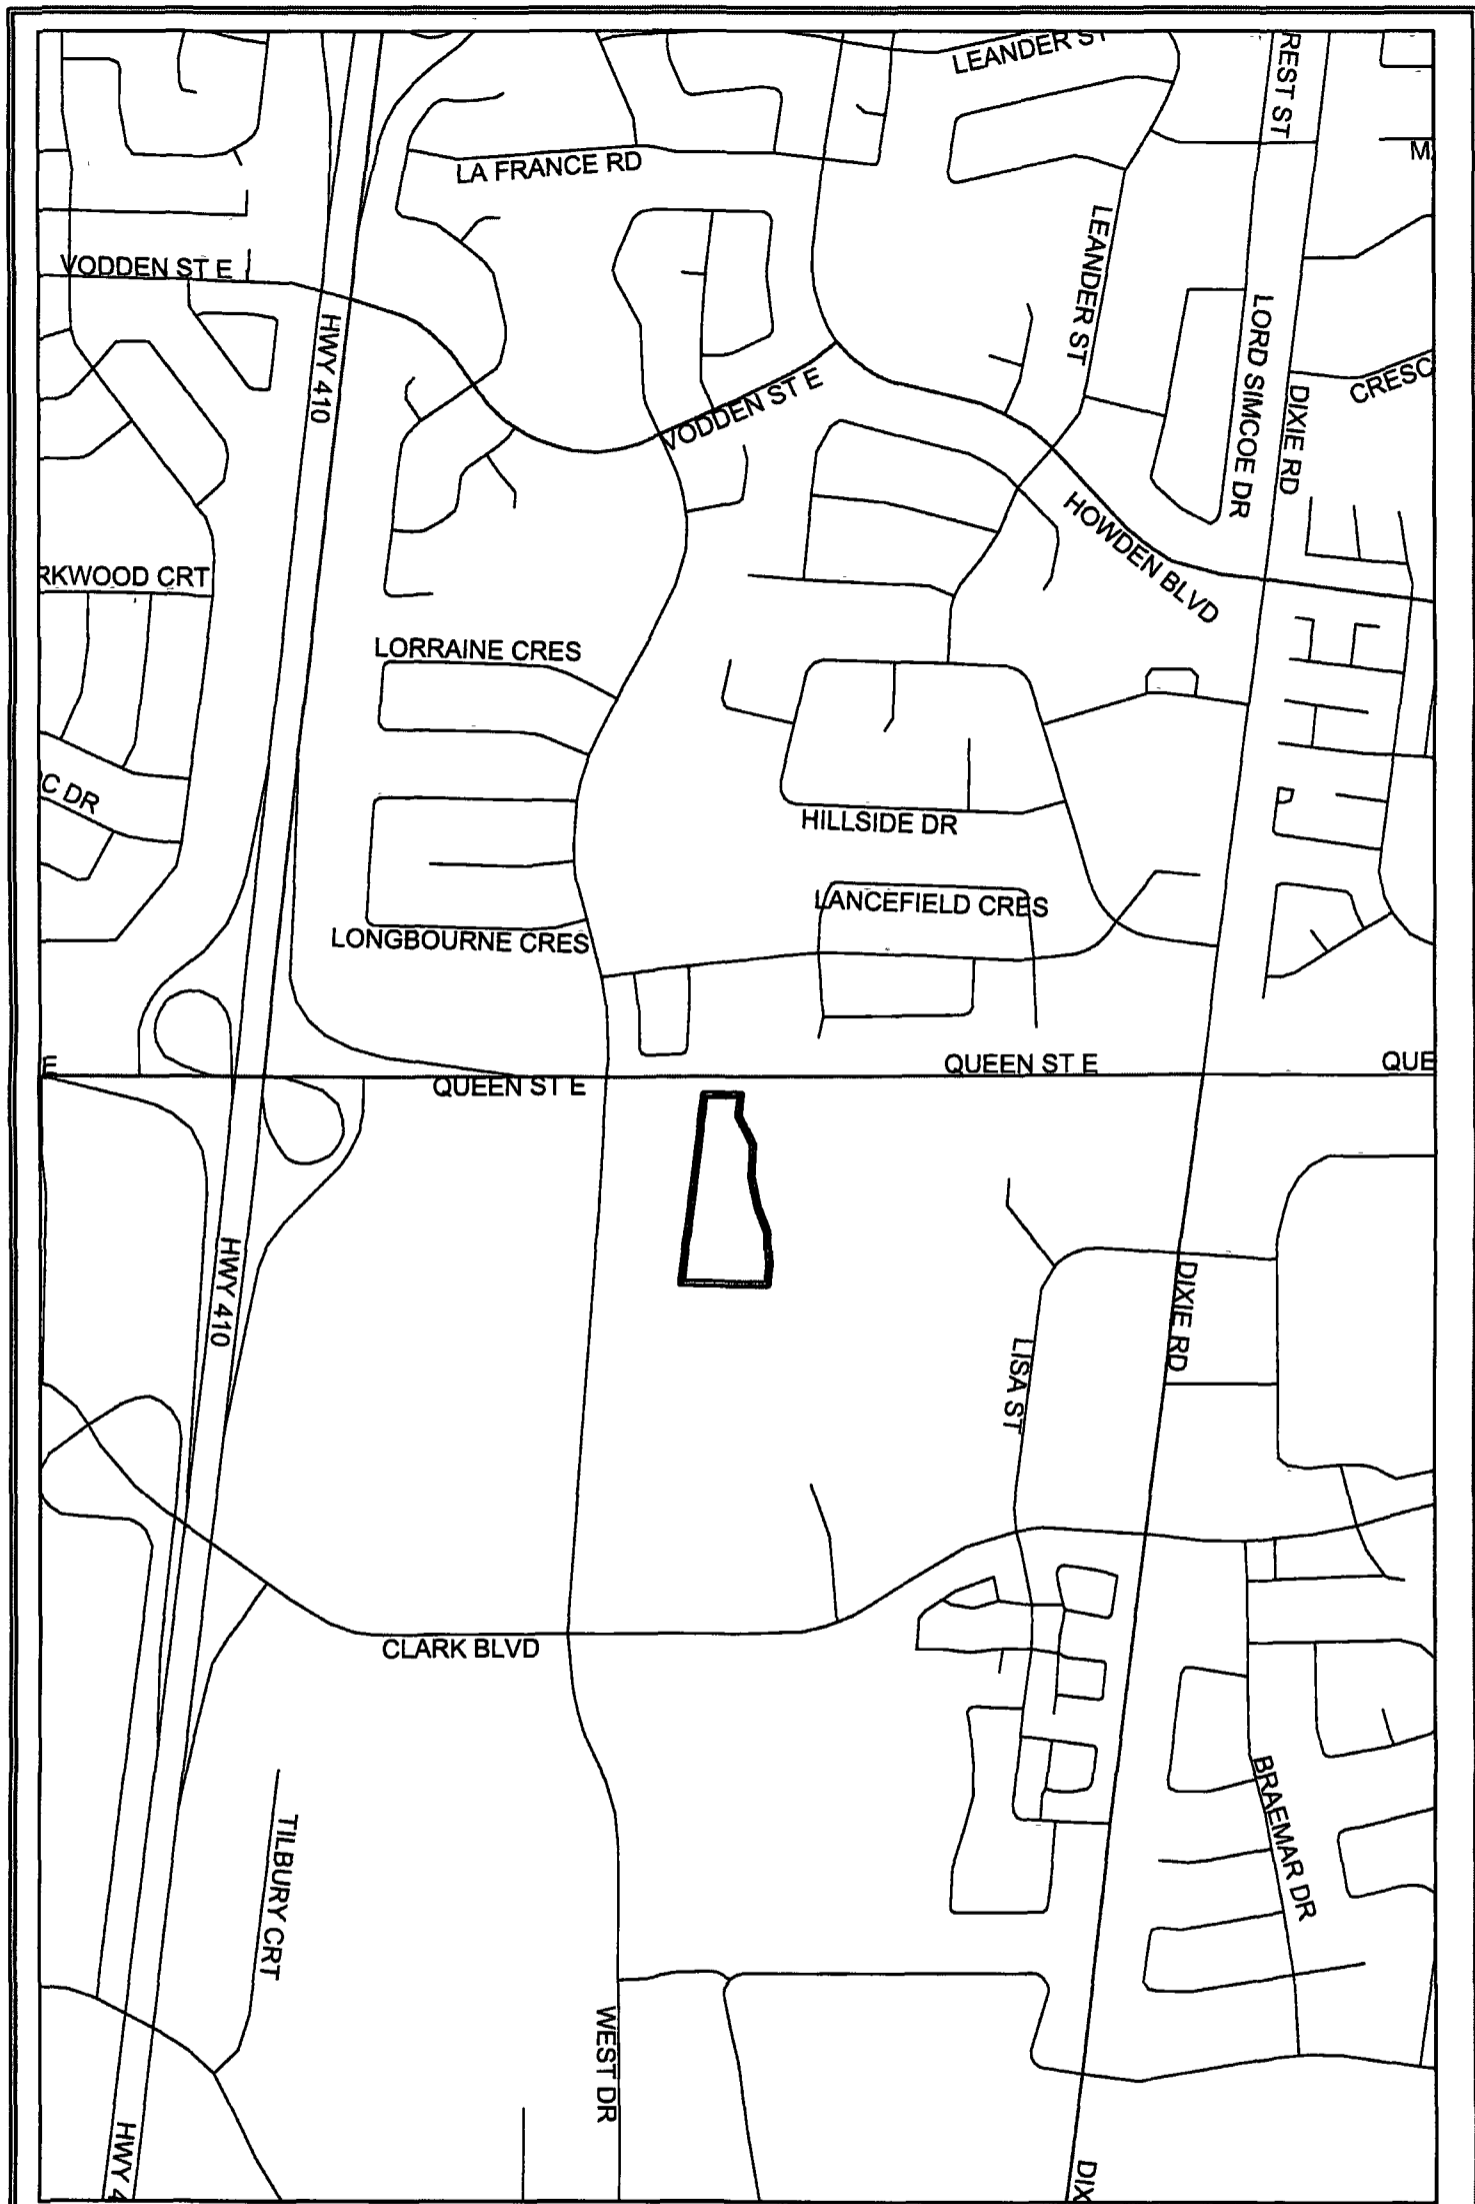 LEANDER ST
REST ST
LA FRANCE RD
M
LEANDER ST
VODDEN ST E
LORD SIMCOE DR
HWY 410
CRESC
DIXIE RD
VODDEN ST E
HOWDEN BLVD
RKWOOD CRT
LORRAINE CRES
C DR
HILLSIDE DR
LANCEFIELD CRES
LONGBOURNE CRES
E
QUEEN ST E
QUE
QUEEN ST E
HWY 410
DIXIE RD
LISA ST
CLARK BLVD
BRAEMAR DR
TILBURY CRT
WEST DR
HWY 4
DIX